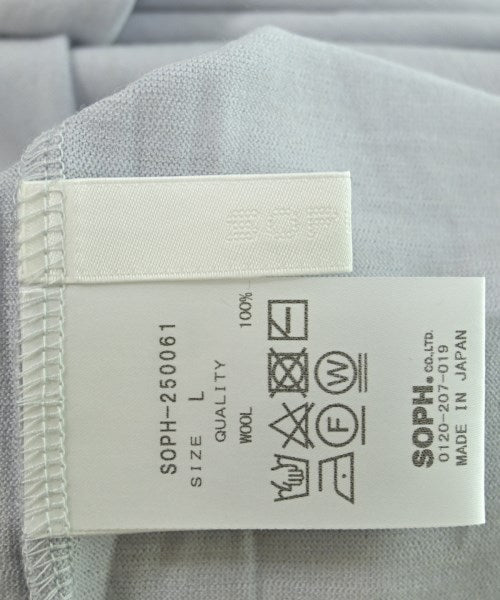 SOPH-250061
SIZE L
QUALITY
WOOL 100%
W
F
SOPH. CO.,LTD.
0120-207-019
MADE IN JAPAN